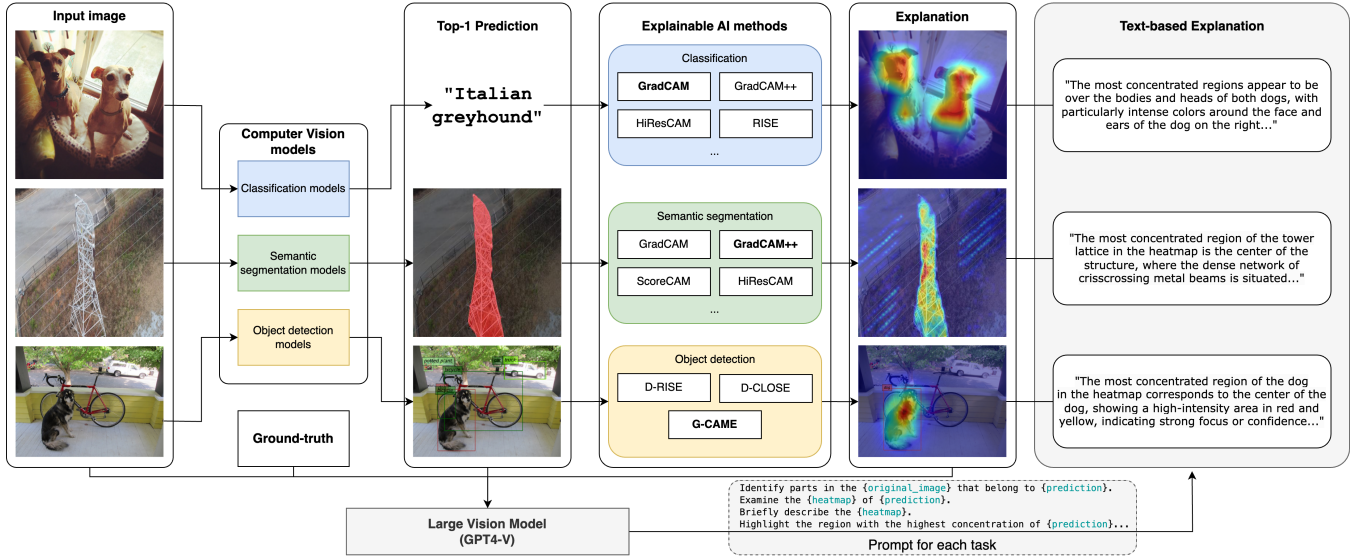 Input image
Computer Vision
models
Classification models
Semantic
segmentation models
Object detection
models
Ground-truth
Top-1 Prediction
"Italian
greyhound"
potted plant
Explainable AI methods
Classification
GradCAM
GradCAM++
HiResCAM
RISE
...
Semantic segmentation
GradCAM
GradCAM++
ScoreCAM
HiResCAM
...
Object detection
D-RISE
D-CLOSE
G-CAME
Explanation
Text-based Explanation
"The most concentrated regions appear to be
over the bodies and heads of both dogs, with
particularly intense colors around the face and
ears of the dog on the right..."
"The most concentrated region of the tower
lattice in the heatmap is the center of the
structure, where the dense network of
crisscrossing metal beams is situated..."
"The most concentrated region of the dog
in the heatmap corresponds to the center of the
dog, showing a high-intensity area in red and
yellow, indicating strong focus or confidence..."
Large Vision Model
(GPT4-V)
Identify parts in the {original_image} that belong to {prediction}.
Examine the {heatmap} of {prediction}.
Briefly describe the {heatmap}.
Highlight the region with the highest concentration of {prediction}...
Prompt for each task